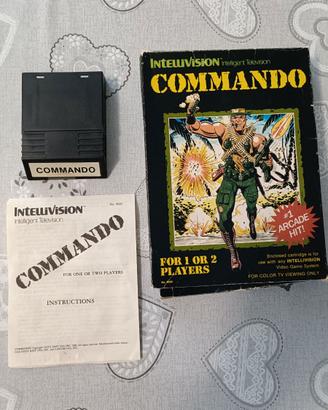 COMMANDO
INTELLIVISION
Intelligent Television
COMMANDO
FOR ONE OR TWO PLAYERS
INSTRUCTIONS
INTELLIVISION Intelligent Television
COMMANDO
#1
ARCADE
HIT!
FOR 1 OR 2
PLAYERS
Enclosed cartridge is for
use with any INTELLIVISION
Video Game System.
FOR COLOR TV VIEWING ONLY